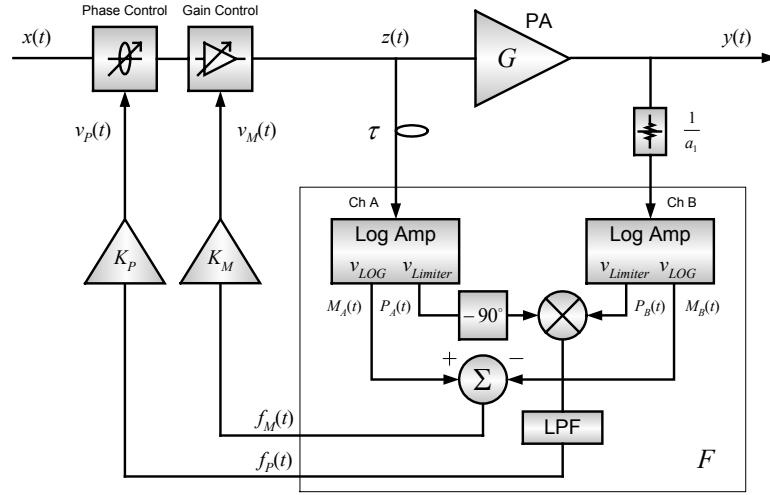 Phase Control
Gain Control
PA
x(t)
z(t)
G
y(t)
v_P(t)
v_M(t)
τ
1/a_1
Ch A
Ch B
Log Amp
v_LOG v_Limiter
Log Amp
v_Limiter v_LOG
K_P
K_M
M_A(t) P_A(t)
−90°
P_B(t) M_B(t)
+
−
Σ
f_M(t)
LPF
f_P(t)
F